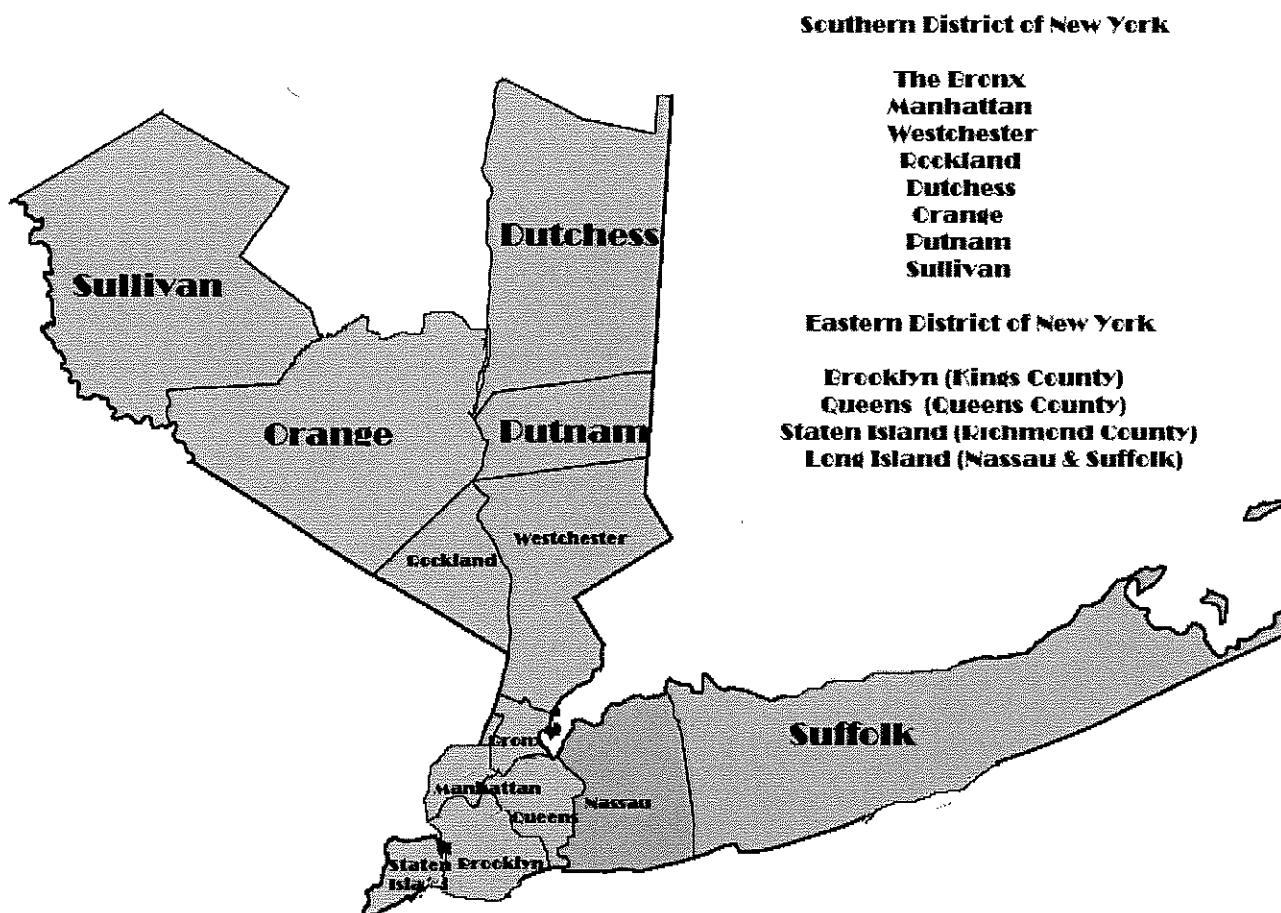 Southern District of New York
The Bronx
Manhattan
Westchester
Rockland
Dutchess
Orange
Putnam
Sullivan
Eastern District of New York
Brooklyn (Kings County)
Queens (Queens County)
Staten Island (Richmond County)
Long Island (Nassau & Suffolk)
Dutchess
Sullivan
Orange
Putnam
Westchester
Rockland
Suffolk
Bronx
Manhattan
Nassau
Queens
Staten
Island
Brooklyn